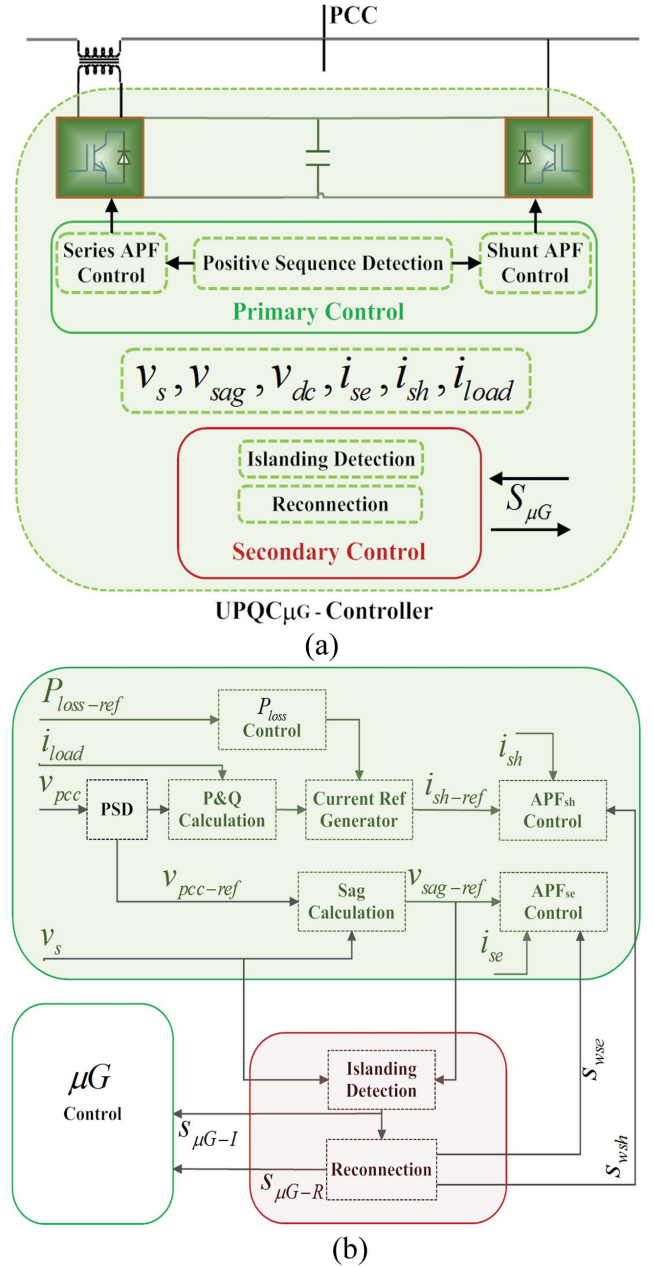 PCC
Series APF
Control
Positive Sequence Detection
Shunt APF
Control
Primary Control
v_s, v_sag, v_dc, i_se, i_sh, i_load
Islanding Detection
Reconnection
Secondary Control
S_μG
UPQCμG - Controller
(a)
P_loss-ref
P_loss
Control
i_load
v_pcc
PSD
P&Q
Calculation
Current Ref
Generator
i_sh-ref
i_sh
APF_sh
Control
v_pcc-ref
Sag
Calculation
v_sag-ref
APF_se
Control
i_se
v_s
μG
Control
Islanding
Detection
s_μG-I
Reconnection
s_μG-R
s_wse
s_wsh
(b)